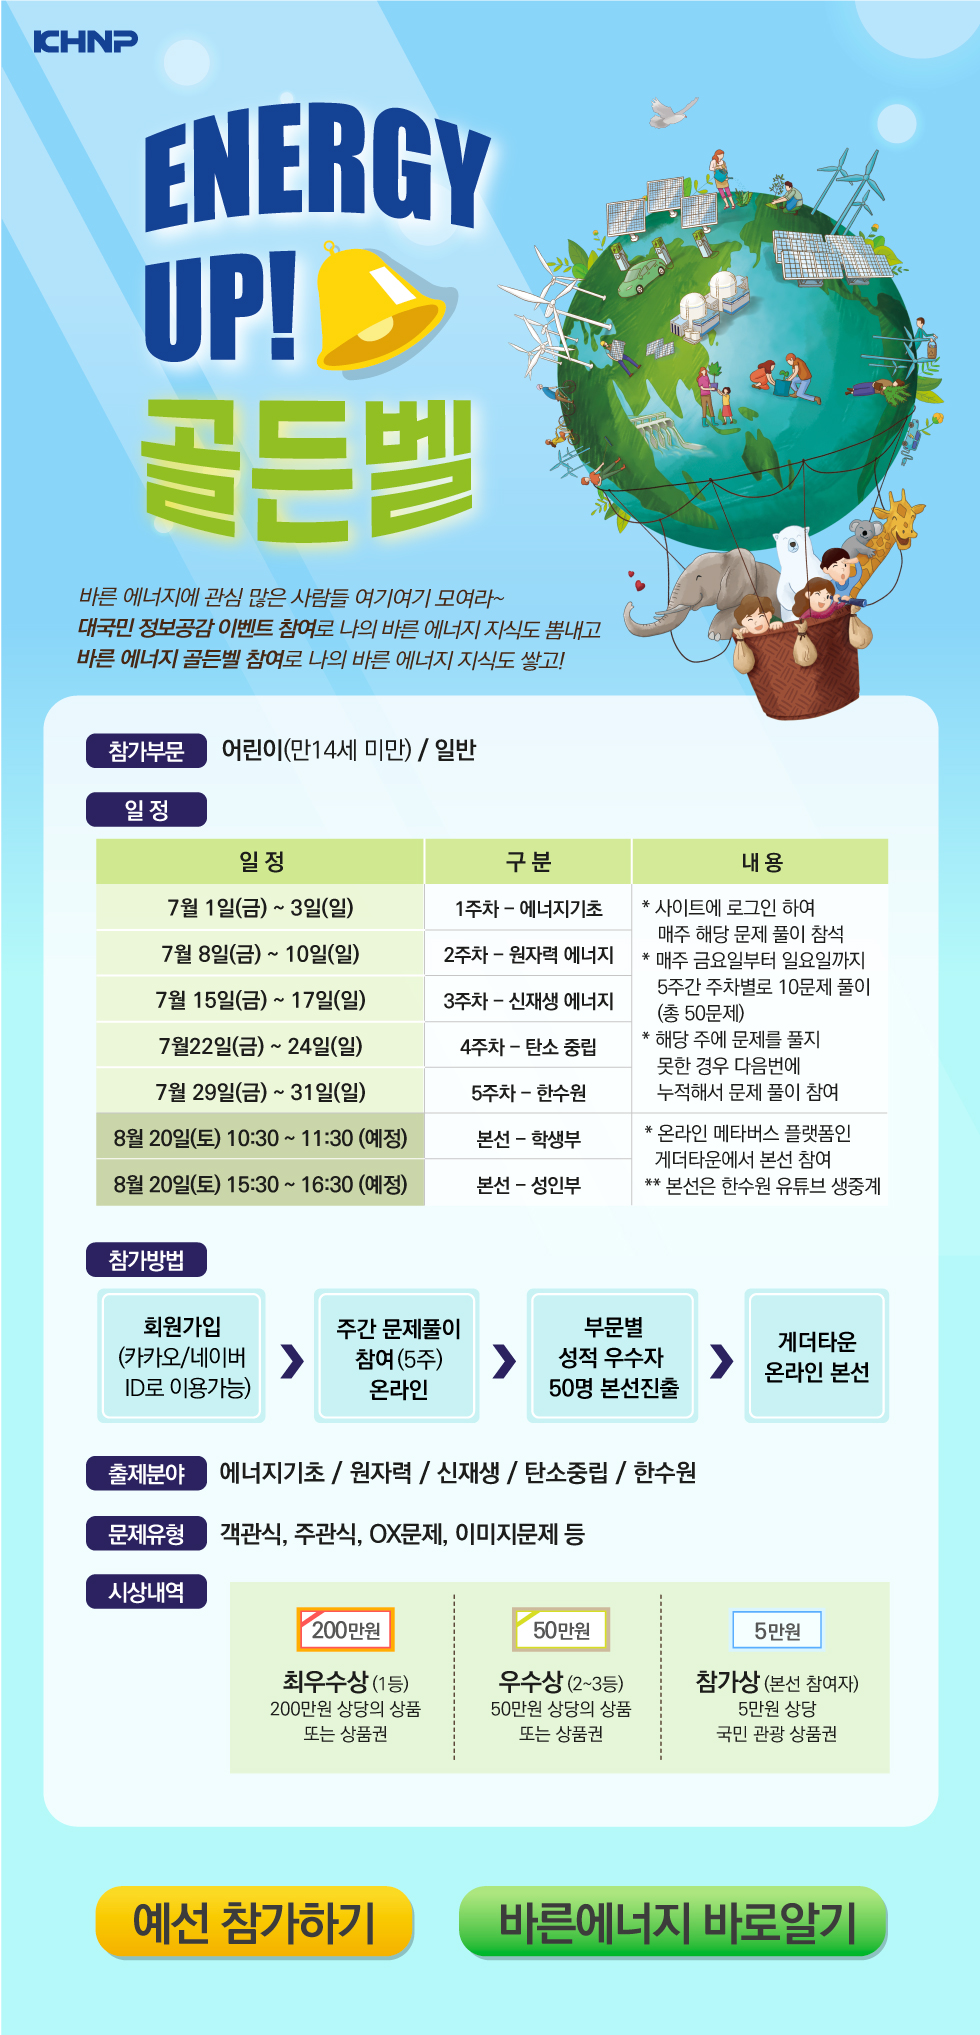 KHNP
ENERGY
UP!
골든벨
바른 에너지에 관심 많은 사람들 여기여기 모여라~
대국민 정보공감 이벤트 참여로 나의 바른 에너지 지식도 뽐내고
바른 에너지 골든벨 참여로 나의 바른 에너지 지식도 쌓고!
참가부문 어린이(만14세 미만) / 일반
일 정
일 정 구 분 내 용
7월 1일(금) ~ 3일(일) 1주차 – 에너지기초
7월 8일(금) ~ 10일(일) 2주차 – 원자력 에너지
7월 15일(금) ~ 17일(일) 3주차 – 신재생 에너지
7월22일(금) ~ 24일(일) 4주차 – 탄소 중립
7월 29일(금) ~ 31일(일) 5주차 – 한수원
* 사이트에 로그인 하여
매주 해당 문제 풀이 참석
* 매주 금요일부터 일요일까지
5주간 주차별로 10문제 풀이
(총 50문제)
* 해당 주에 문제를 풀지
못한 경우 다음번에
누적해서 문제 풀이 참여
8월 20일(토) 10:30 ~ 11:30 (예정) 본선 – 학생부
8월 20일(토) 15:30 ~ 16:30 (예정) 본선 – 성인부
* 온라인 메타버스 플랫폼인
게더타운에서 본선 참여
** 본선은 한수원 유튜브 생중계
참가방법
회원가입
(카카오/네이버
ID로 이용가능)
주간 문제풀이
참여(5주)
온라인
부문별
성적 우수자
50명 본선진출
게더타운
온라인 본선
출제분야 에너지기초 / 원자력 / 신재생 / 탄소중립 / 한수원
문제유형 객관식, 주관식, OX문제, 이미지문제 등
시상내역
200만원
최우수상 (1등)
200만원 상당의 상품
또는 상품권
50만원
우수상 (2~3등)
50만원 상당의 상품
또는 상품권
5만원
참가상 (본선 참여자)
5만원 상당
국민 관광 상품권
예선 참가하기
바른에너지 바로알기